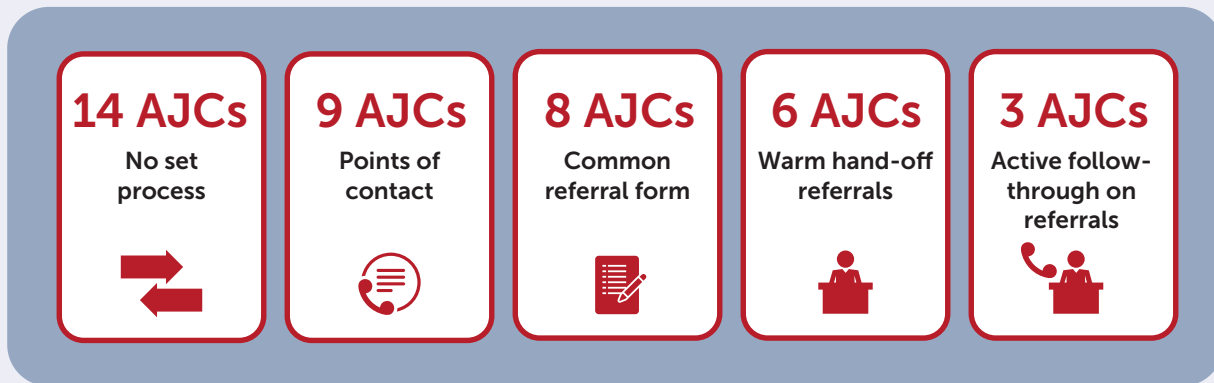 14 AJCs
No set
process
9 AJCs
Points of
contact
8 AJCs
Common
referral form
6 AJCs
Warm hand-off
referrals
3 AJCs
Active follow-
through on
referrals